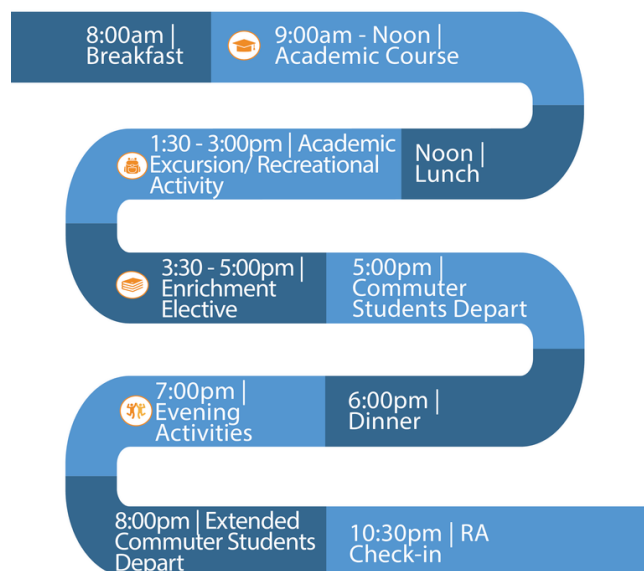 8:00am |
Breakfast
9:00am - Noon |
Academic Course
Noon |
Lunch
1:30 - 3:00pm | Academic
Excursion/ Recreational
Activity
3:30 - 5:00pm |
Enrichment
Elective
5:00pm |
Commuter
Students Depart
6:00pm |
Dinner
7:00pm |
Evening
Activities
8:00pm | Extended
Commuter Students
Depart
10:30pm | RA
Check-in